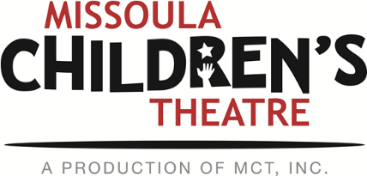 MISSOULA
CHILDREN'S
THEATRE
A PRODUCTION OF MCT, INC.